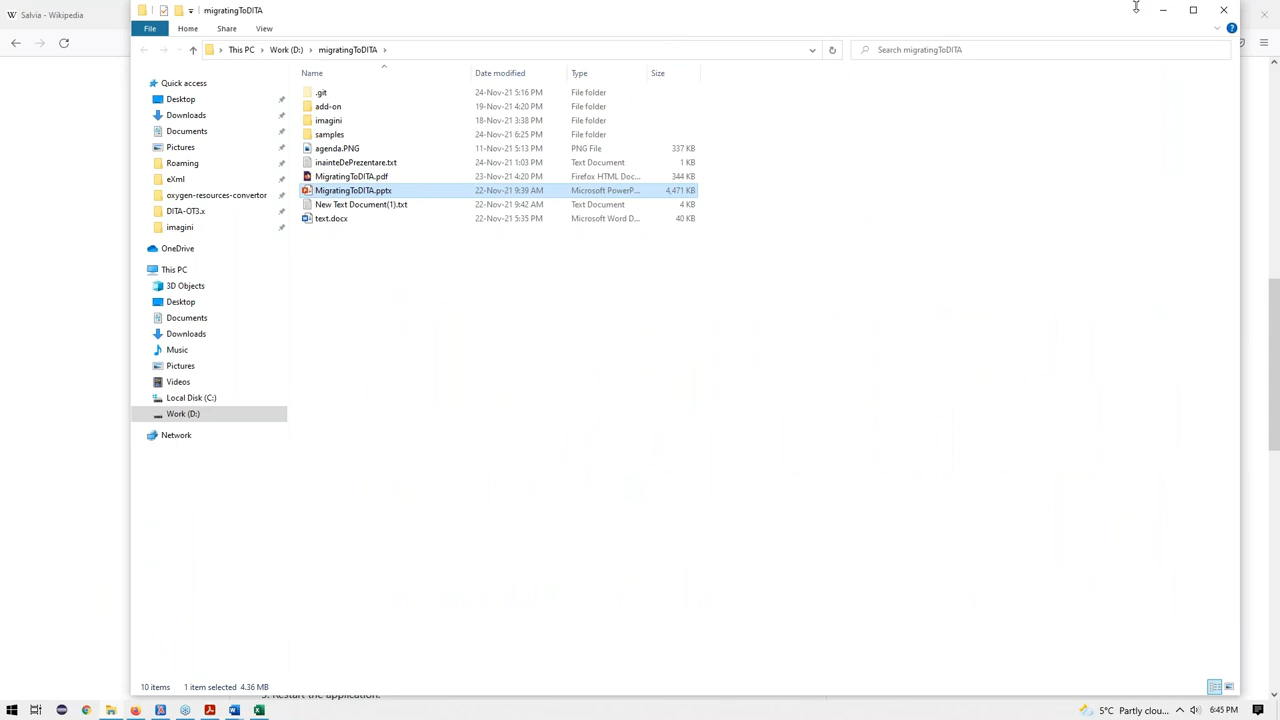 Salvia - Wikipedia
migratingToDITA
File Home Share View
This PC Work (D:) migratingToDITA
Search migratingToDITA
Name Date modified Type Size
Quick access
Desktop
Downloads
Documents
Pictures
Roaming
eXml
oxygen-resources-convertor
DITA-OT3.x
imagini
OneDrive
This PC
3D Objects
Desktop
Documents
Downloads
Music
Pictures
Videos
Local Disk (C:)
Work (D:)
Network
.git 24-Nov-21 5:16 PM File folder
add-on 19-Nov-21 4:20 PM File folder
imagini 18-Nov-21 3:38 PM File folder
samples 24-Nov-21 6:25 PM File folder
agenda.PNG 11-Nov-21 5:13 PM PNG File 337 KB
inainteDePrezentare.txt 24-Nov-21 1:03 PM Text Document 1 KB
MigratingToDITA.pdf 23-Nov-21 4:20 PM Firefox HTML Doc... 344 KB
MigratingToDITA.pptx 22-Nov-21 9:39 AM Microsoft PowerP... 4,471 KB
New Text Document(1).txt 22-Nov-21 9:42 AM Text Document 4 KB
text.docx 22-Nov-21 5:35 PM Microsoft Word D... 40 KB
10 items 1 item selected 4.36 MB
Restart the application.
5°C Partly clou... 6:45 PM